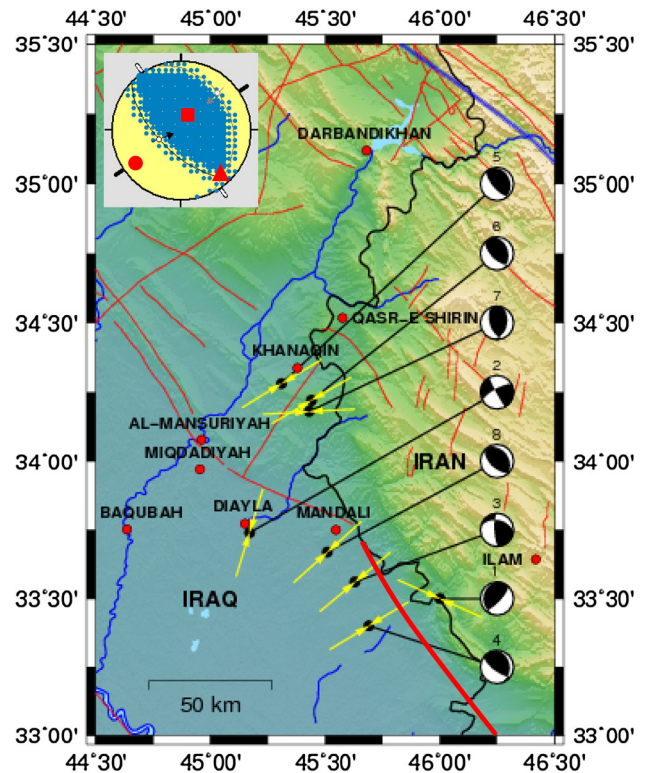 44°30' 45°00' 45°30' 46°00' 46°30'
35°30' 35°30'
DARBANDIKHAN
5
35°00' 35°00'
6
7
34°30' QASR-E SHIRIN 34°30'
KHANAQIN
2
AL-MANSURIYAH
8
34°00' MIQDADIYAH IRAN 34°00'
3
BAQUBAH DIAYLA MANDALI
ILAM
1
33°30' IRAQ 33°30'
4
50 km
33°00' 33°00'
44°30' 45°00' 45°30' 46°00' 46°30'